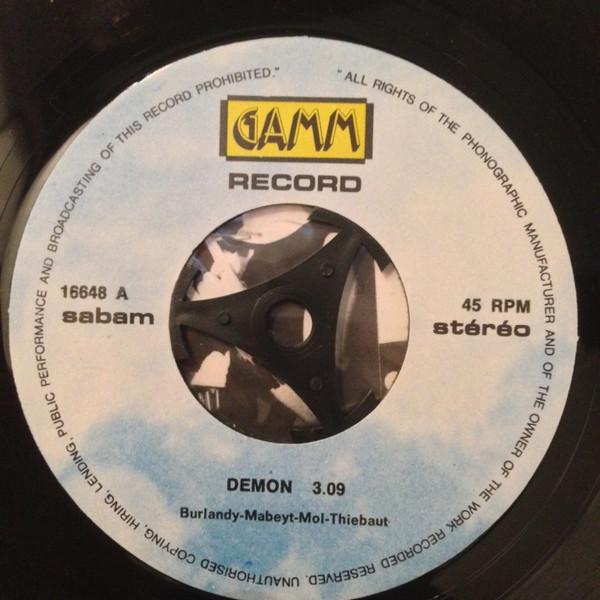 "ALL RIGHTS OF THE PHONOGRAPHIC MANUFACTURER AND OF THE OWNER OF THE WORK RECORDED RESERVED. UNAUTHORISED COPYING, HIRING, LENDING, PUBLIC PERFORMANCE AND BROADCASTING OF THIS RECORD PROHIBITED."
GAMM
RECORD
16648 A
sabam
45 RPM
stéréo
DEMON 3.09
Burlandy-Mabeyt-Mol-Thiebaut